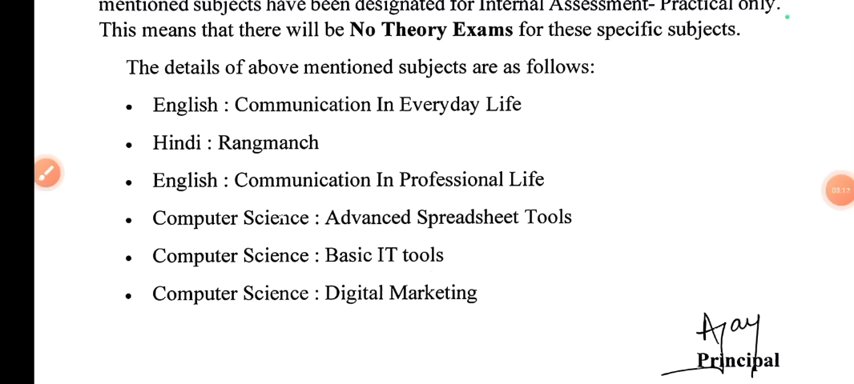 mentioned subjects have been designated for Internal Assessment- Practical only.
This means that there will be No Theory Exams for these specific subjects.
The details of above mentioned subjects are as follows:
• English : Communication In Everyday Life
• Hindi : Rangmanch
• English : Communication In Professional Life
• Computer Science : Advanced Spreadsheet Tools
• Computer Science : Basic IT tools
• Computer Science : Digital Marketing
Ajay
Principal